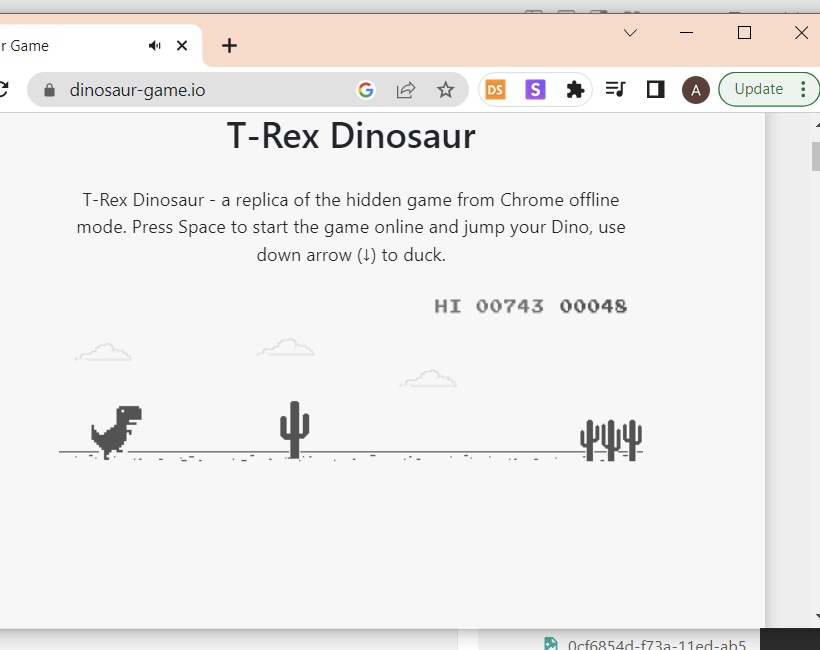 r Game
dinosaur-game.io
DS
S
A
Update
T-Rex Dinosaur
T-Rex Dinosaur - a replica of the hidden game from Chrome offline
mode. Press Space to start the game online and jump your Dino, use
down arrow (↓) to duck.
HI 00743 00048
0cf6854d-f73a-11ed-ab5